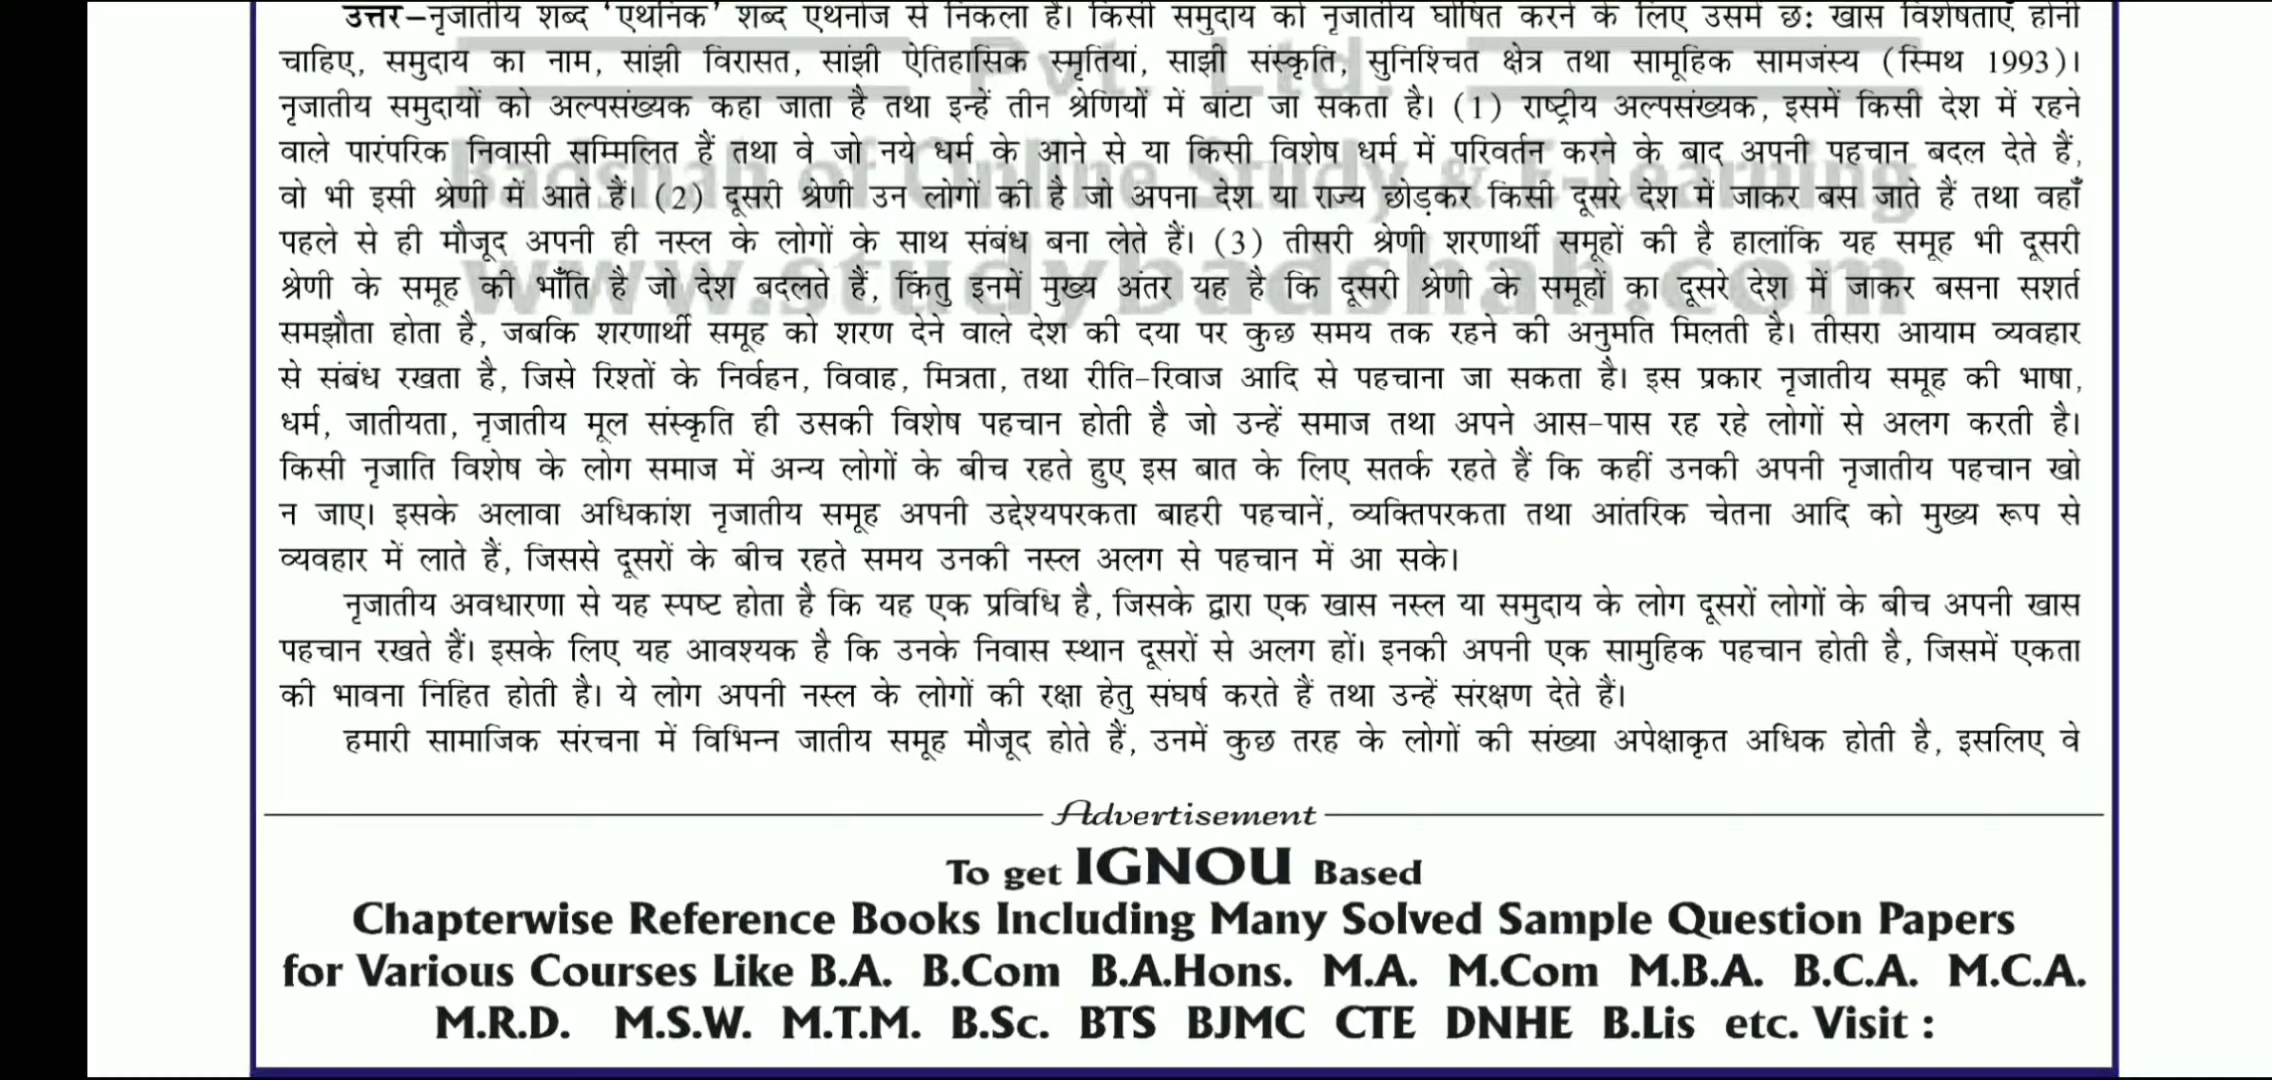 उत्तर–नृजातीय शब्द 'एथनिक' शब्द एथनोज से निकला है। किसी समुदाय को नृजातीय घोषित करने के लिए उसमें छः खास विशेषताएँ होनी
चाहिए, समुदाय का नाम, सांझी विरासत, सांझी ऐतिहासिक स्मृतियां, साझी संस्कृति, सुनिश्चित क्षेत्र तथा सामूहिक सामजंस्य (स्मिथ 1993)।
Pvt. Ltd.
नृजातीय समुदायों को अल्पसंख्यक कहा जाता है तथा इन्हें तीन श्रेणियों में बांटा जा सकता है। (1) राष्ट्रीय अल्पसंख्यक, इसमें किसी देश में रहने
वाले पारंपरिक निवासी सम्मिलित हैं तथा वे जो नये धर्म के आने से या किसी विशेष धर्म में परिवर्तन करने के बाद अपनी पहचान बदल देते हैं,
Badshah of Online Study & E-Learning
वो भी इसी श्रेणी में आते हैं। (2) दूसरी श्रेणी उन लोगों की है जो अपना देश या राज्य छोड़कर किसी दूसरे देश में जाकर बस जाते हैं तथा वहाँ
पहले से ही मौजूद अपनी ही नस्ल के लोगों के साथ संबंध बना लेते हैं। (3) तीसरी श्रेणी शरणार्थी समूहों की है हालांकि यह समूह भी दूसरी
www.studybadshah.com
श्रेणी के समूह की भाँति है जो देश बदलते हैं, किंतु इनमें मुख्य अंतर यह है कि दूसरी श्रेणी के समूहों का दूसरे देश में जाकर बसना सशर्त
समझौता होता है, जबकि शरणार्थी समूह को शरण देने वाले देश की दया पर कुछ समय तक रहने की अनुमति मिलती है। तीसरा आयाम व्यवहार
से संबंध रखता है, जिसे रिश्तों के निर्वहन, विवाह, मित्रता, तथा रीति-रिवाज आदि से पहचाना जा सकता है। इस प्रकार नृजातीय समूह की भाषा,
धर्म, जातीयता, नृजातीय मूल संस्कृति ही उसकी विशेष पहचान होती है जो उन्हें समाज तथा अपने आस-पास रह रहे लोगों से अलग करती है।
किसी नृजाति विशेष के लोग समाज में अन्य लोगों के बीच रहते हुए इस बात के लिए सतर्क रहते हैं कि कहीं उनकी अपनी नृजातीय पहचान खो
न जाए। इसके अलावा अधिकांश नृजातीय समूह अपनी उद्देश्यपरकता बाहरी पहचानें, व्यक्तिपरकता तथा आंतरिक चेतना आदि को मुख्य रूप से
व्यवहार में लाते हैं, जिससे दूसरों के बीच रहते समय उनकी नस्ल अलग से पहचान में आ सके।
नृजातीय अवधारणा से यह स्पष्ट होता है कि यह एक प्रविधि है, जिसके द्वारा एक खास नस्ल या समुदाय के लोग दूसरों लोगों के बीच अपनी खास
पहचान रखते हैं। इसके लिए यह आवश्यक है कि उनके निवास स्थान दूसरों से अलग हों। इनकी अपनी एक सामुहिक पहचान होती है, जिसमें एकता
की भावना निहित होती है। ये लोग अपनी नस्ल के लोगों की रक्षा हेतु संघर्ष करते हैं तथा उन्हें संरक्षण देते हैं।
हमारी सामाजिक संरचना में विभिन्न जातीय समूह मौजूद होते हैं, उनमें कुछ तरह के लोगों की संख्या अपेक्षाकृत अधिक होती है, इसलिए वे
Advertisement
To get IGNOU Based
Chapterwise Reference Books Including Many Solved Sample Question Papers
for Various Courses Like B.A. B.Com B.A.Hons. M.A. M.Com M.B.A. B.C.A. M.C.A.
M.R.D. M.S.W. M.T.M. B.Sc. BTS BJMC CTE DNHE B.Lis etc. Visit :